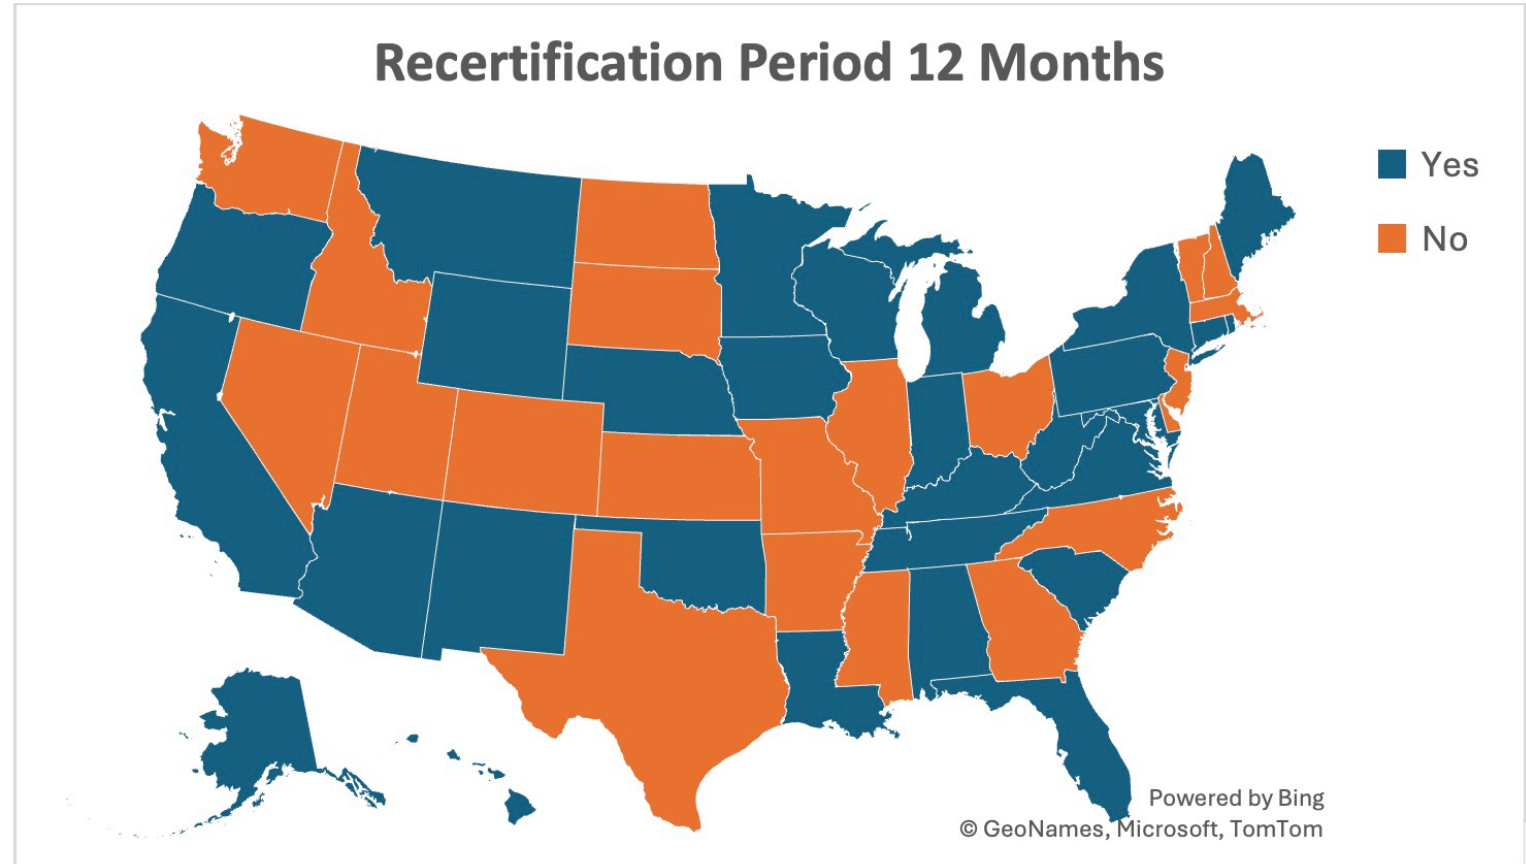 Recertification Period 12 Months
Yes
No
Powered by Bing
© GeoNames, Microsoft, TomTom